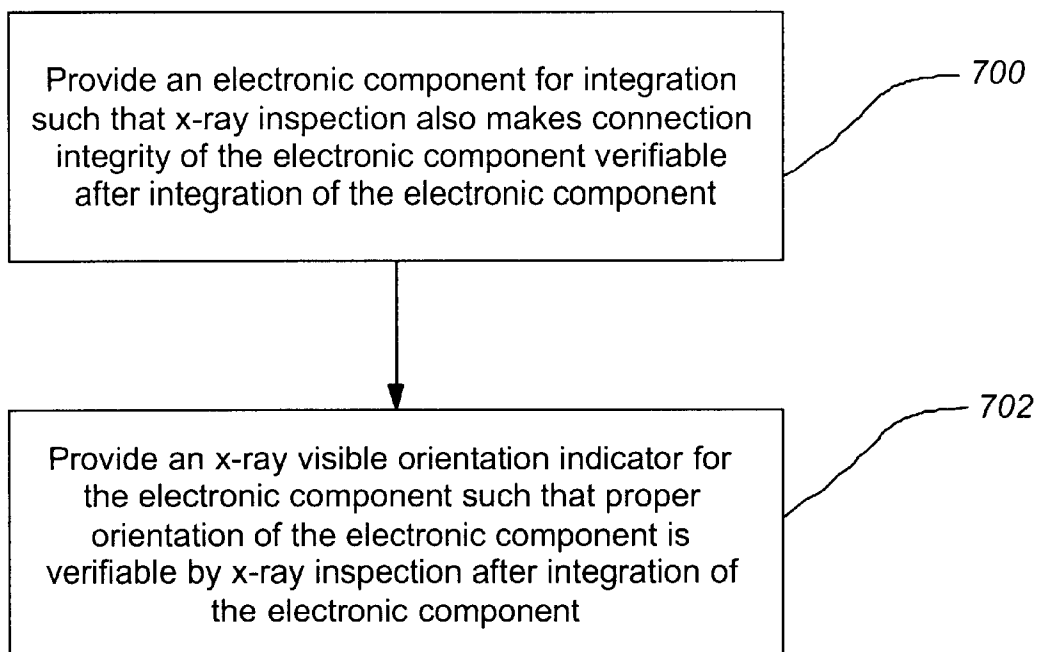 Provide an electronic component for integration
such that x-ray inspection also makes connection
integrity of the electronic component verifiable
after integration of the electronic component
700
Provide an x-ray visible orientation indicator for
the electronic component such that proper
orientation of the electronic component is
verifiable by x-ray inspection after integration of
the electronic component
702